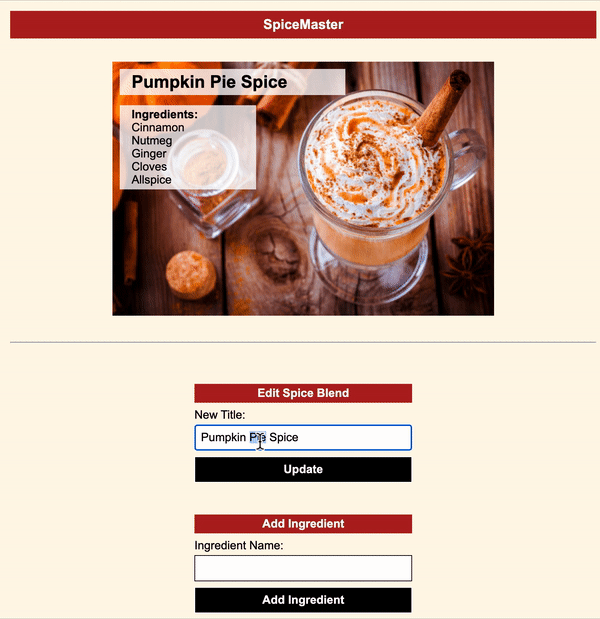 SpiceMaster
Pumpkin Pie Spice
Ingredients:
Cinnamon
Nutmeg
Ginger
Cloves
Allspice
Edit Spice Blend
New Title:
Pumpkin Pie Spice
Update
Add Ingredient
Ingredient Name:
Add Ingredient